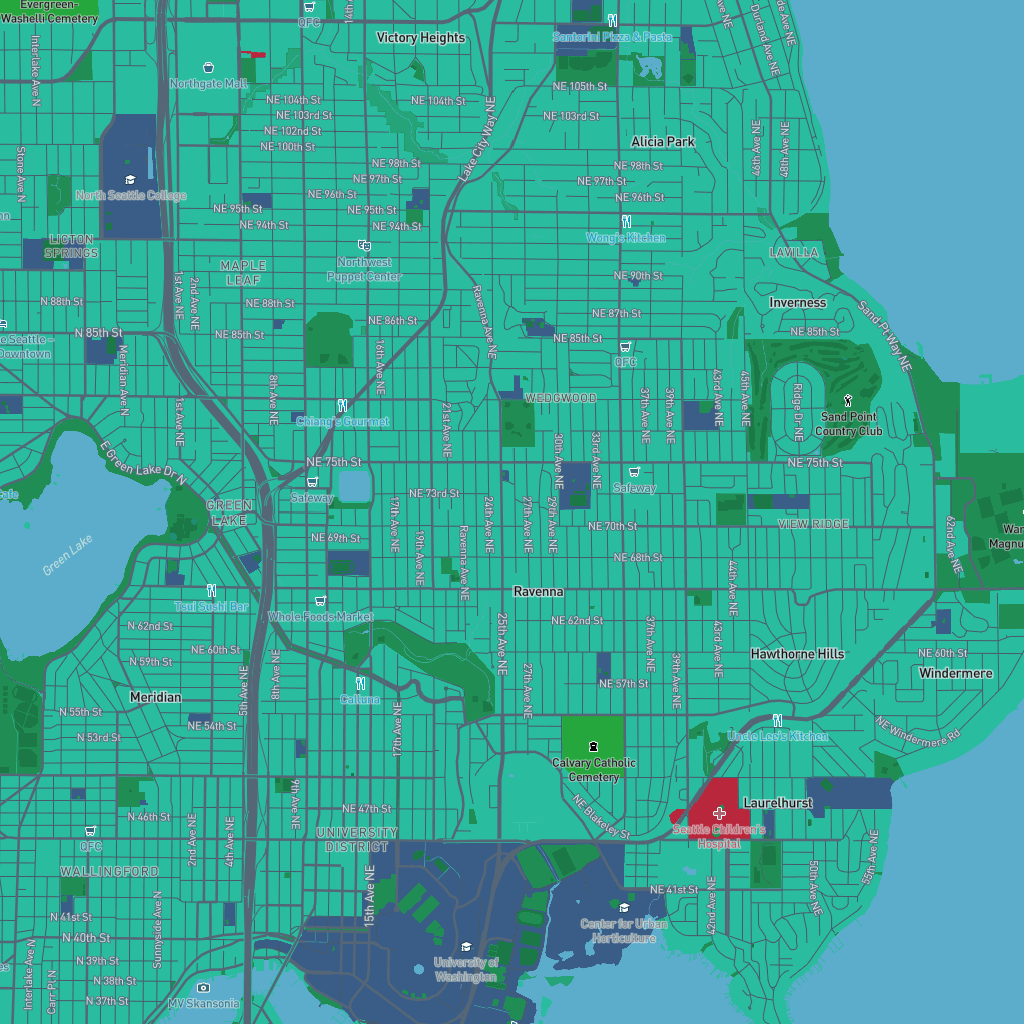 Evergreen-
Washelli Cemetery
QFC
14th
Victory Heights
Santorini Pizza & Pasta
Durland Ave NE
Interlake Ave N
Northgate Mall
NE 104th St
NE 104th St
NE 105th St
NE 103rd St
NE 103rd St
NE 102nd St
NE 100th St
Lake City Way NE
Alicia Park
46th Ave NE
48th Ave NE
Stone Ave N
NE 98th St
NE 98th St
NE 97th St
NE 97th St
North Seattle College
NE 96th St
NE 96th St
NE 95th St
NE 95th St
NE 94th St
NE 94th St
Wong's Kitchen
LICTON
SPRINGS
Northwest
Puppet Center
LAVILLA
MAPLE
LEAF
NE 90th St
1st Ave NE
2nd Ave NE
N 88th St
NE 88th St
Ravenna Ave NE
Inverness
NE 87th St
NE 86th St
Sand Pt Way NE
N 85th St
NE 85th St
NE 85th St
NE 85th St
e Seattle -
Downtown
Meridian Ave N
16th Ave NE
QFC
8th Ave NE
37th Ave NE
39th Ave NE
43rd Ave NE
45th Ave NE
Ridge Dr NE
WEDGWOOD
1st Ave NE
Chiang's Gourmet
21st Ave NE
Sand Point
Country Club
30th Ave NE
33rd Ave NE
E Green Lake Dr N
NE 75th St
NE 75th St
Safeway
Safeway
NE 73rd St
GREEN
LAKE
17th Ave NE
19th Ave NE
24th Ave NE
27th Ave NE
29th Ave NE
NE 70th St
VIEW RIDGE
62nd Ave NE
War
Magnu
NE 69th St
Ravenna Ave NE
NE 68th St
Green Lake
44th Ave NE
Ravenna
Tsui Sushi Bar
Whole Foods Market
N 62nd St
NE 62nd St
25th Ave NE
37th Ave NE
43rd Ave NE
NE 60th St
NE 60th St
Hawthorne Hills
N 59th St
Windermere
5th Ave NE
8th Ave NE
27th Ave NE
39th Ave NE
NE 57th St
Meridian
Calluna
N 55th St
NE 54th St
17th Ave NE
Uncle Lee's Kitchen
NE Windermere Rd
N 53rd St
Calvary Catholic
Cemetery
9th Ave NE
NE 47th St
NE Blakeley St
Laurelhurst
N 46th St
Seattle Children's
Hospital
QFC
2nd Ave NE
4th Ave NE
UNIVERSITY
DISTRICT
WALLINGFORD
15th Ave NE
50th Ave NE
55th Ave NE
NE 41st St
42nd Ave NE
N 41st St
Sunnyside Ave N
Center for Urban
Horticulture
N 40th St
University of
Washington
Interlake Ave N
Carr Pl N
N 39th St
N 38th St
N 37th St
MV Skansonia